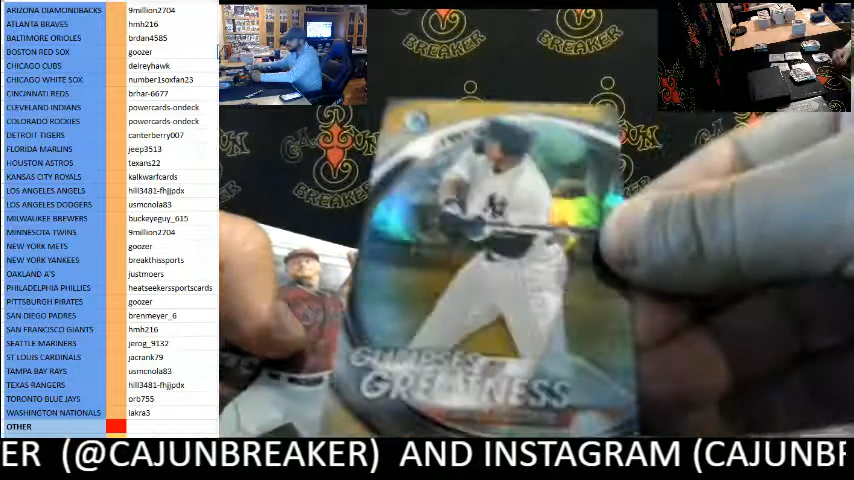 ARIZONA DIAMONDBACKS 9million2704
ATLANTA BRAVES hmh216
BALTIMORE ORIOLES brdan4585
BOSTON RED SOX goozer
CHICAGO CUBS delreyhawk
CHICAGO WHITE SOX number1soxfan23
CINCINNATI REDS brhar-6677
CLEVELAND INDIANS powercards-ondeck
COLORADO ROCKIES powercards-ondeck
DETROIT TIGERS canterberry007
FLORIDA MARLINS jeep3513
HOUSTON ASTROS texans22
KANSAS CITY ROYALS kalkwarfcards
LOS ANGELES ANGELS hill3481-fhjjpdx
LOS ANGELES DODGERS usmcnola83
MILWAUKEE BREWERS buckeyeguy_615
MINNESOTA TWINS 9million2704
NEW YORK METS goozer
NEW YORK YANKEES breakthissports
OAKLAND A'S justmoers
PHILADELPHIA PHILLIES heatseekerssportscards
PITTSBURGH PIRATES goozer
SAN DIEGO PADRES brenmeyer_6
SAN FRANCISCO GIANTS hmh216
SEATTLE MARINERS jerog_9132
ST LOUIS CARDINALS jacrank79
TAMPA BAY RAYS usmcnola83
TEXAS RANGERS hill3481-fhjjpdx
TORONTO BLUE JAYS orb755
WASHINGTON NATIONALS iakra3
OTHER
BREAKER
BREAKER
BREAKER
GLIMPSES
GREATNESS
ER (@CAJUNBREAKER) AND INSTAGRAM (CAJUNBR